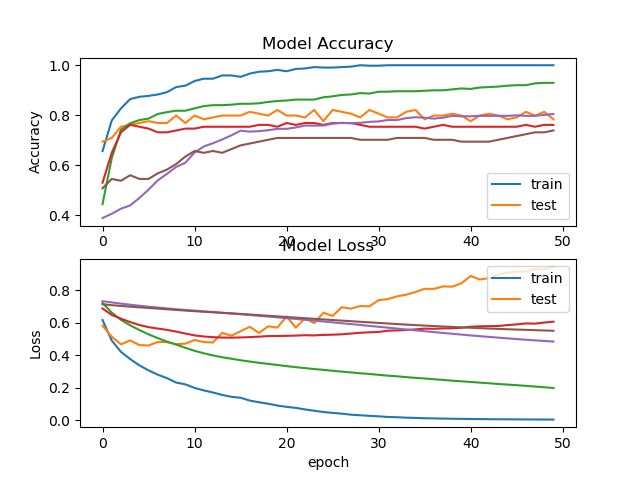 Model Accuracy
1.0
0.8
0.6
0.4
Accuracy
train
test
0 10 20 30 40 50
Model Loss
0.8
0.6
0.4
0.2
0.0
Loss
train
test
0 10 20 30 40 50
epoch